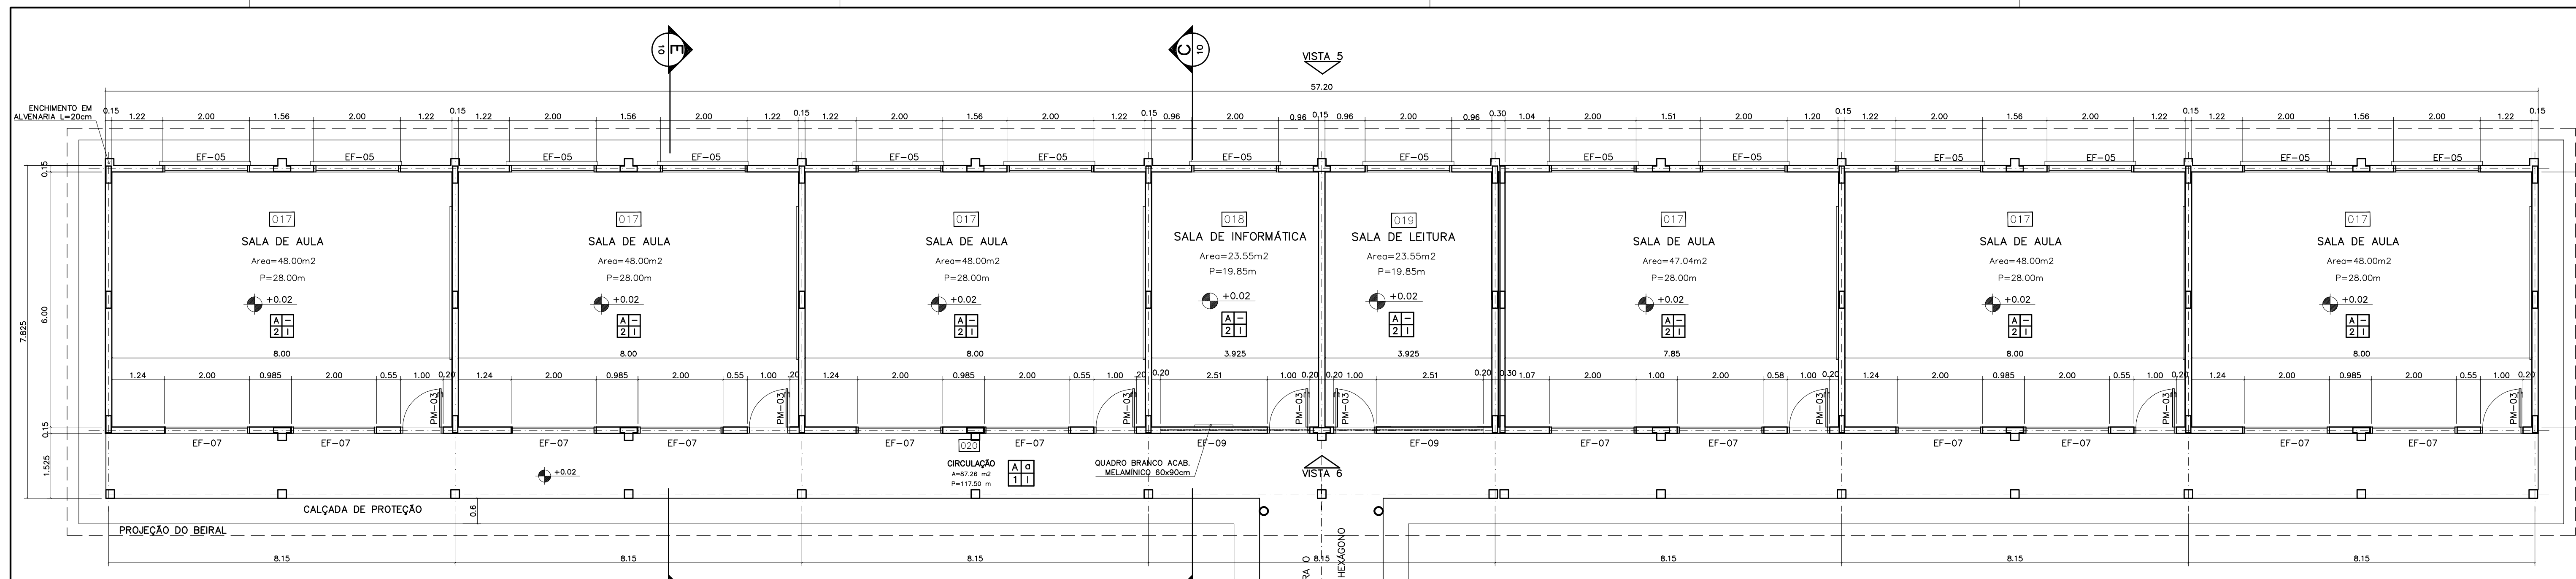 E
10
C
10
VISTA 5
57.20
ENCHIMENTO EM
ALVENARIA L=20cm
0.15 1.22 2.00 1.56 2.00 1.22 0.15 1.22 2.00 1.56 2.00 1.22 0.15 1.22 2.00 1.56 2.00 1.22 0.15 0.96 2.00 0.96 0.15 0.96 2.00 0.96 0.30 1.04 2.00 1.51 2.00 1.20 0.15 1.22 2.00 1.56 2.00 1.22 0.15 1.22 2.00 1.56 2.00 1.22 0.15
EF-05 EF-05 EF-05 EF-05 EF-05 EF-05 EF-05 EF-05 EF-05 EF-05 EF-05 EF-05 EF-05 EF-05
0.15
017 017 017 018 019 017 017 017
SALA DE AULA SALA DE AULA SALA DE AULA SALA DE INFORMÁTICA SALA DE LEITURA SALA DE AULA SALA DE AULA SALA DE AULA
Area=48.00m2 Area=48.00m2 Area=48.00m2 Area=23.55m2 Area=23.55m2 Area=47.04m2 Area=48.00m2 Area=48.00m2
P=28.00m P=28.00m P=28.00m P=19.85m P=19.85m P=28.00m P=28.00m P=28.00m
+0.02 +0.02 +0.02 +0.02 +0.02 +0.02 +0.02 +0.02
A – A – A – A – A – A – A – A –
2 I 2 I 2 I 2 I 2 I 2 I 2 I 2 I
7.825
6.00
8.00 8.00 8.00 3.925 3.925 7.85 8.00 8.00
1.24 2.00 0.985 2.00 0.55 1.00 0.20 1.24 2.00 0.985 2.00 0.55 1.00 .20 1.24 2.00 0.985 2.00 0.55 1.00 .20 0.20 2.51 1.00 0.20 0.20 1.00 2.51 0.20 0.30 1.07 2.00 1.00 2.00 0.58 1.00 0.20 1.24 2.00 0.985 2.00 0.55 1.00 0.20 1.24 2.00 0.985 2.00 0.55 1.00 0.20
PM-03 PM-03 PM-03 PM-03 PM-03 PM-03 PM-03 PM-03
0.15
EF-07 EF-07 EF-07 EF-07 EF-07 EF-07 EF-09 EF-09 EF-07 EF-07 EF-07 EF-07 EF-07 EF-07
020
1.525
+0.02
CIRCULAÇÃO
A=87.26 m2
P=117.50 m
A a
1 I
QUADRO BRANCO ACAB.
MELAMÍNICO 60x90cm
VISTA 6
CALÇADA DE PROTEÇÃO
0.6
PROJEÇÃO DO BEIRAL
HEXÁGONO
8.15 8.15 8.15 8.15 8.15 8.15 8.15